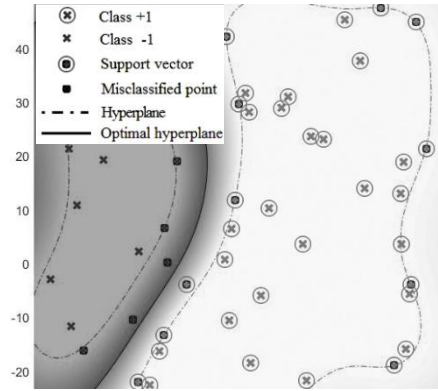 Class +1
Class -1
Support vector
Misclassified point
Hyperplane
Optimal hyperplane
40
30
20
10
0
-10
-20